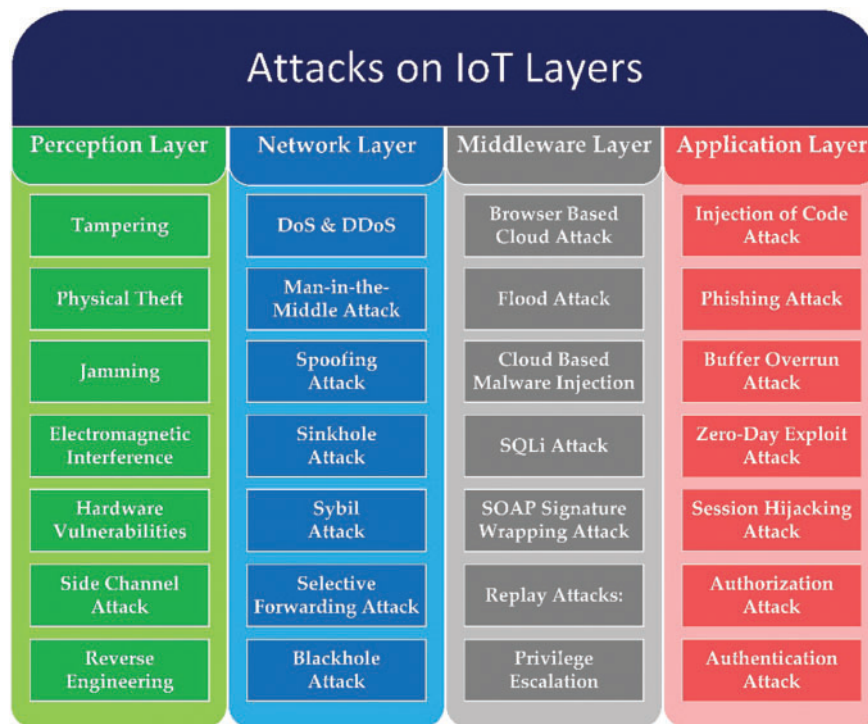 Attacks on IoT Layers
Perception Layer
Tampering
Physical Theft
Jamming
Electromagnetic
Interference
Hardware
Vulnerabilities
Side Channel
Attack
Reverse
Engineering
Network Layer
DoS & DDoS
Man-in-the-
Middle Attack
Spoofing
Attack
Sinkhole
Attack
Sybil
Attack
Selective
Forwarding Attack
Blackhole
Attack
Middleware Layer
Browser Based
Cloud Attack
Flood Attack
Cloud Based
Malware Injection
SQLi Attack
SOAP Signature
Wrapping Attack
Replay Attacks:
Privilege
Escalation
Application Layer
Injection of Code
Attack
Phishing Attack
Buffer Overrun
Attack
Zero-Day Exploit
Attack
Session Hijacking
Attack
Authorization
Attack
Authentication
Attack